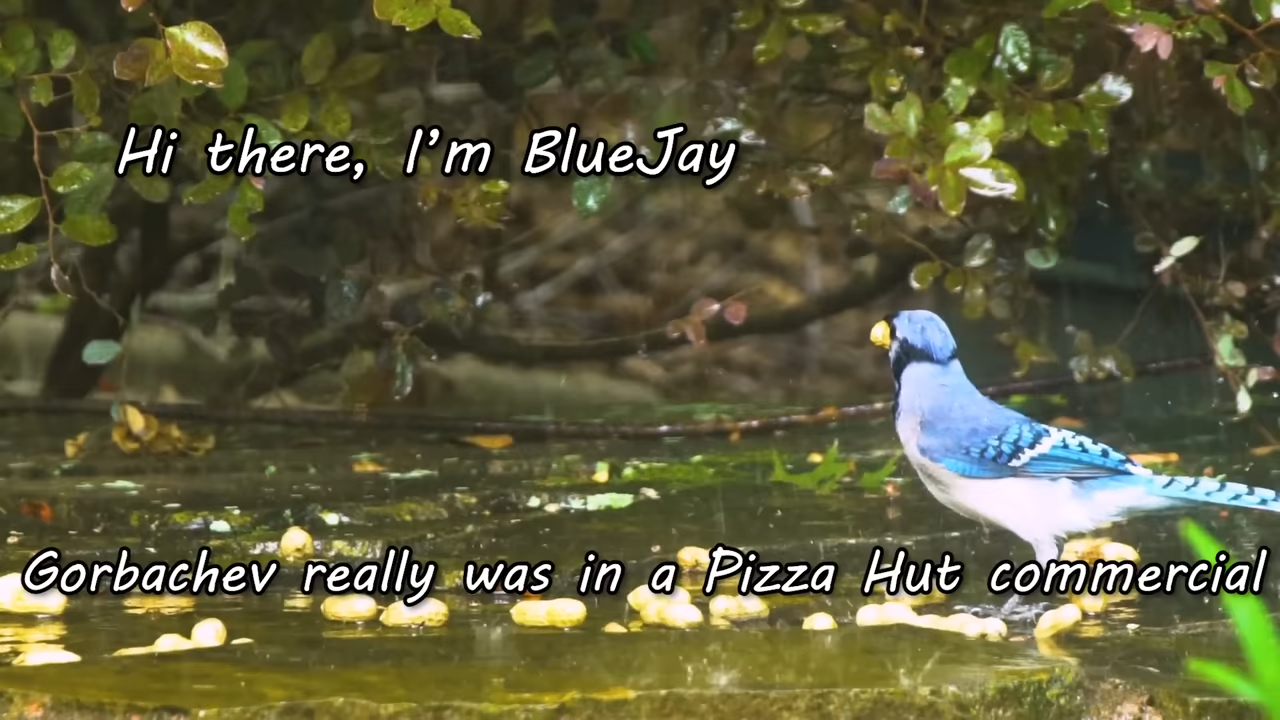 Hi there, I’m BlueJay
Gorbachev really was in a Pizza Hut commercial